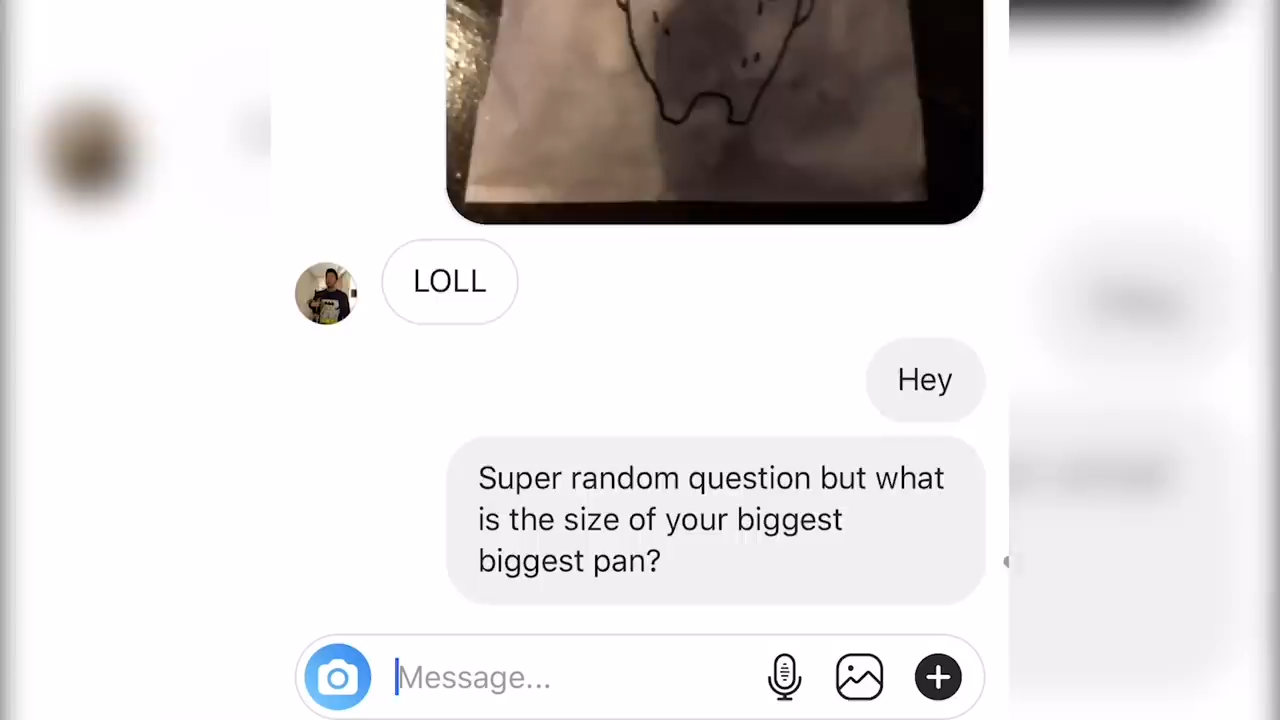 LOLL
Hey
Super random question but what
is the size of your biggest
biggest pan?
Message...